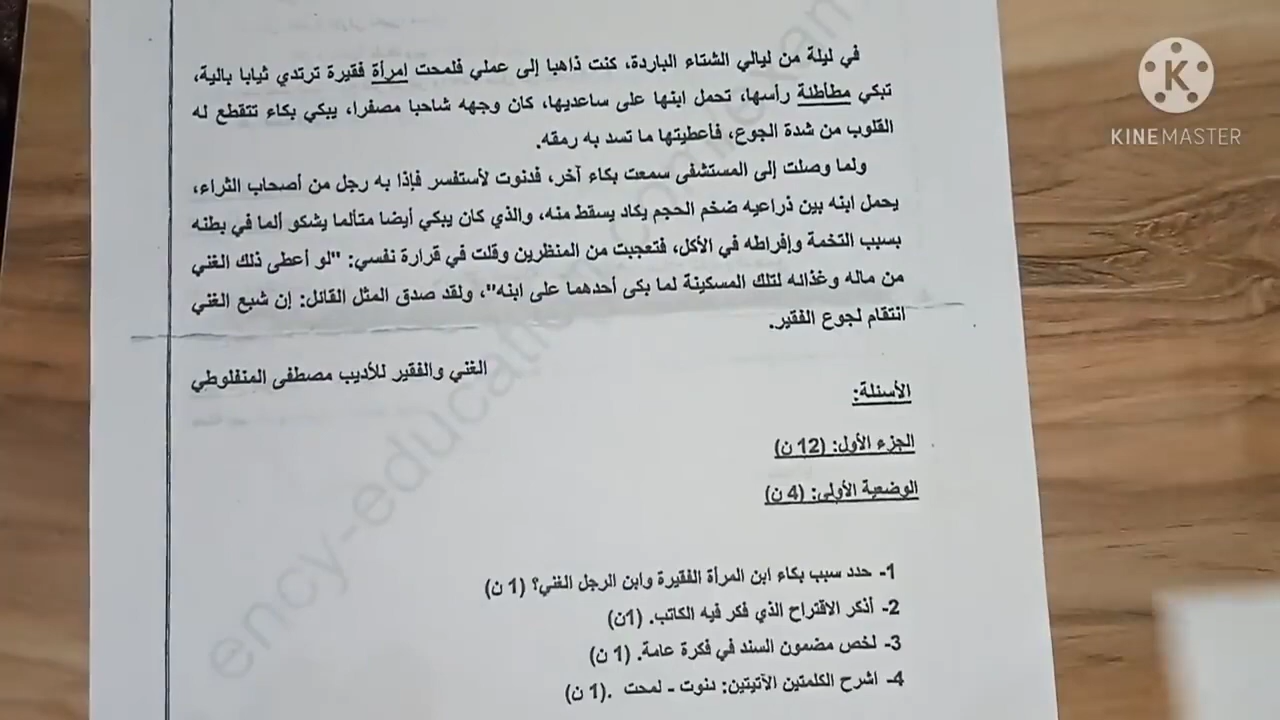 في ليلة من ليالي الشتاء الباردة، كنت ذاهبا إلى عملي فلمحت امرأة فقيرة ترتدي ثيابا بالية،
تبكي مطأطئة رأسها، تحمل ابنها على ساعديها، كان وجهه شاحبا مصفرا، يبكي بكاء تتقطع له
القلوب من شدة الجوع، فأعطيتها ما تسد به رمقه.
ولما وصلت إلى المستشفى سمعت بكاء آخر، فدنوت لأستفسر فإذا به رجل من أصحاب الثراء،
يحمل ابنه بين ذراعيه ضخم الحجم يكاد يسقط منه، والذي كان يبكي أيضا متألما يشكو ألما في بطنه
بسبب التخمة وإفراطه في الأكل، فتعجبت من المنظرين وقلت في قرارة نفسي: "لو أعطى ذلك الغني
من ماله وغذائه لتلك المسكينة لما بكى أحدهما على ابنه"، ولقد صدق المثل القائل: إن شبع الغني
انتقام لجوع الفقير.
الغني والفقير للأديب مصطفى المنفلوطي
الأسئلة:
الجزء الأول: (12 ن)
الوضعية الأولى: (4 ن)
1- حدد سبب بكاء ابن المرأة الفقيرة وابن الرجل الغني؟ (1 ن)
2- أذكر الاقتراح الذي فكر فيه الكاتب. (1ن)
3- لخص مضمون السند في فكرة عامة. (1 ن)
4- اشرح الكلمتين الآتيتين: دنوت - لمحت .(1 ن)
ency-education.com/exam
K
KINEMASTER